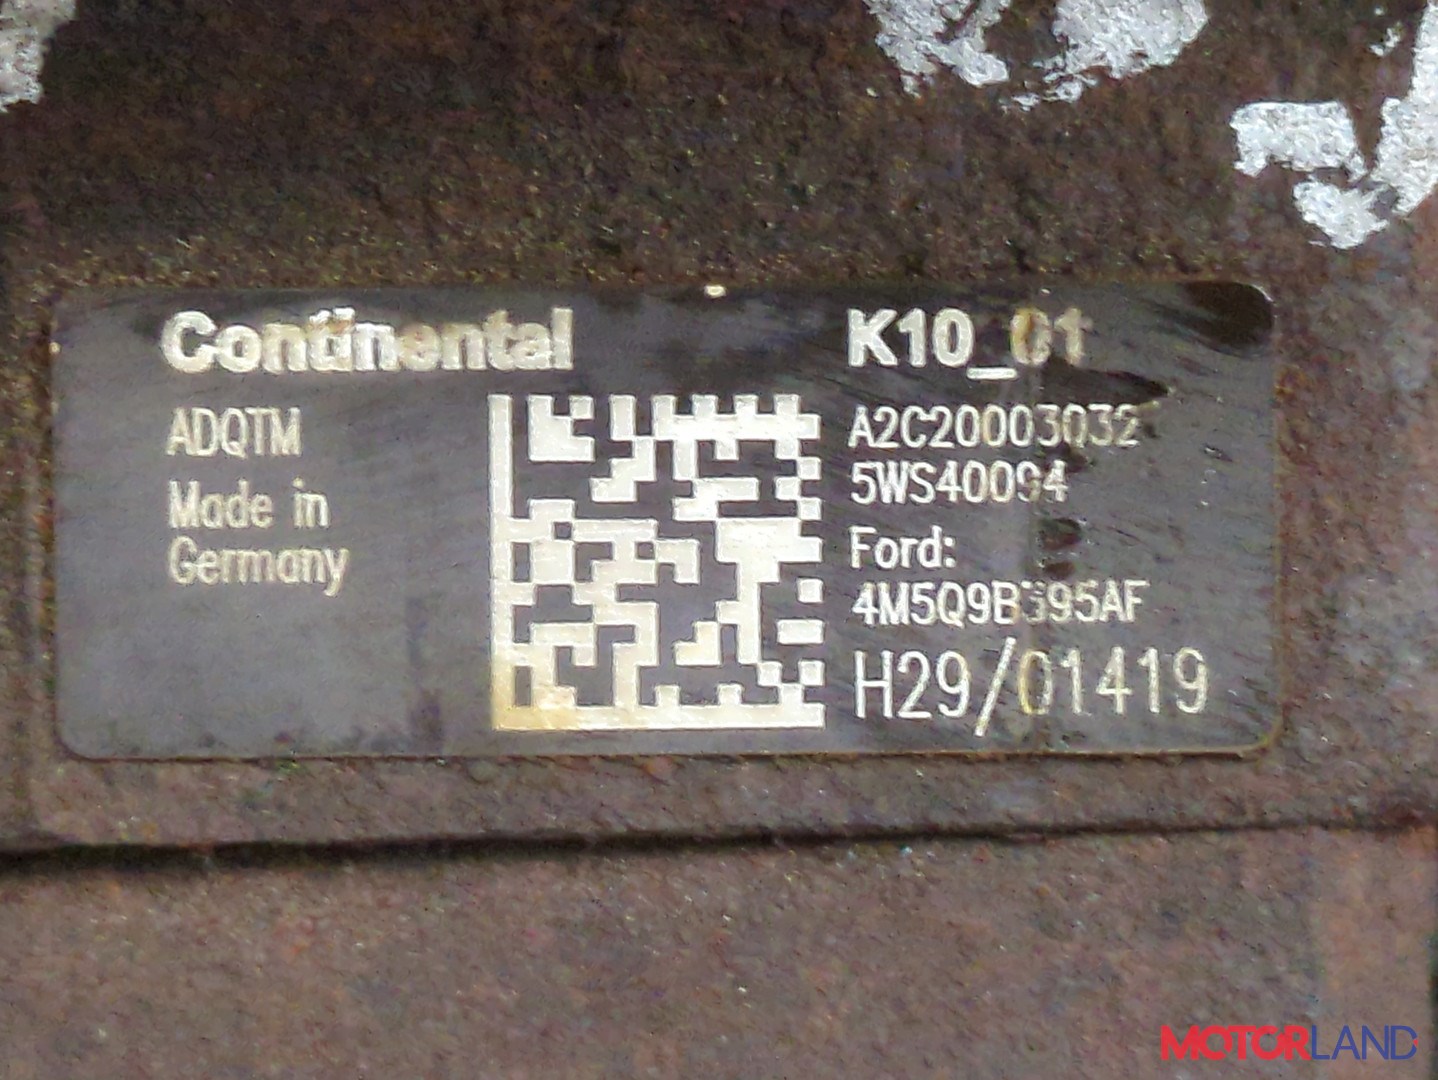 Continental
ADQTM
Made in
Germany
K10_01
A2C20003032
5WS40094
Ford:
4M5Q9B395AF
H29/01419
MOTORLAND